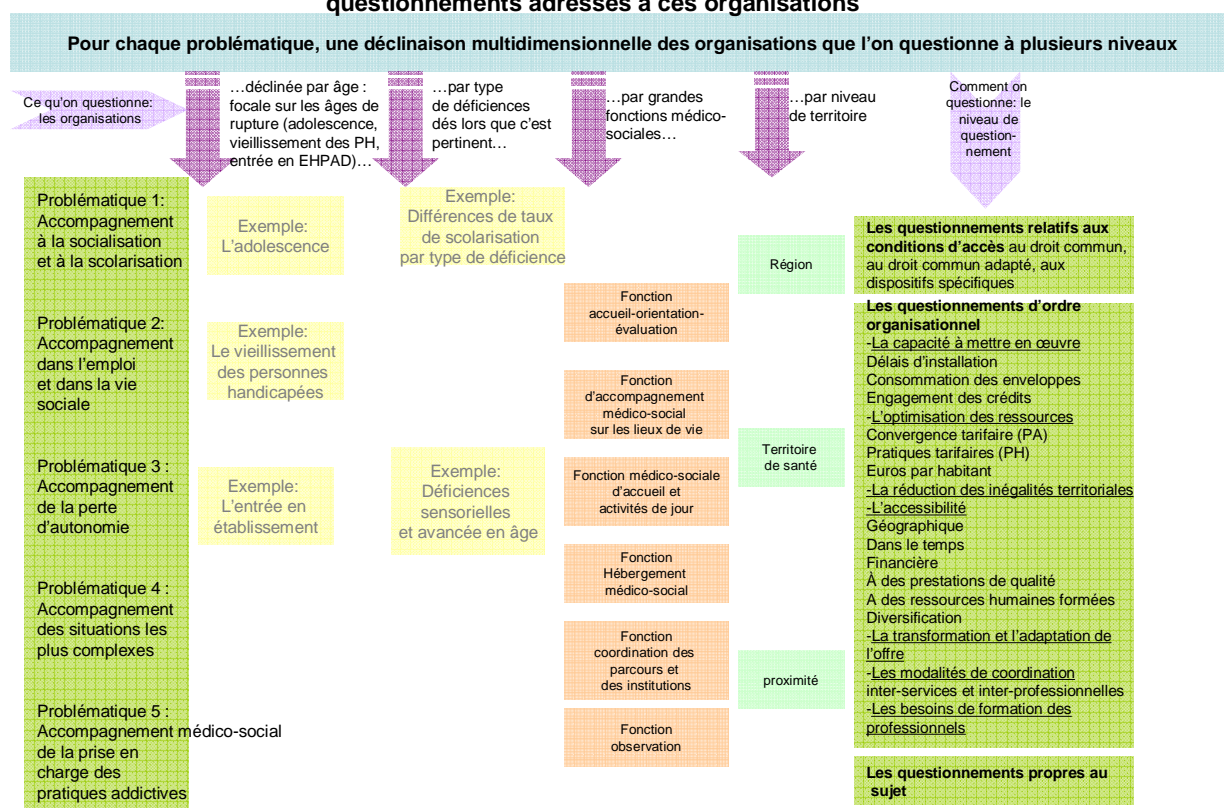 questionnements adressés à ces organisations
Pour chaque problématique, une déclinaison multidimensionnelle des organisations que l'on questionne à plusieurs niveaux
Ce qu'on questionne:
les organisations
…déclinée par âge :
focale sur les âges de
rupture (adolescence,
vieillissement des PH,
entrée en EHPAD)…
…par type
de déficiences
dés lors que c'est
pertinent…
…par grandes
fonctions médico-
sociales…
…par niveau
de territoire
Comment on
questionne: le
niveau de
question-
nement
Problématique 1:
Accompagnement
à la socialisation
et à la scolarisation
Problématique 2:
Accompagnement
dans l'emploi
et dans la vie
sociale
Problématique 3 :
Accompagnement
de la perte
d'autonomie
Problématique 4 :
Accompagnement
des situations les
plus complexes
Problématique 5 :
Accompagnement médico-social
de la prise en
charge des
pratiques addictives
Exemple:
L'adolescence
Exemple:
Le vieillissement
des personnes
handicapées
Exemple:
L'entrée en
établissement
Exemple:
Différences de taux
de scolarisation
par type de déficience
Exemple:
Déficiences
sensorielles
et avancée en âge
Fonction
accueil-orientation-
évaluation
Fonction
d'accompagnement
médico-social
sur les lieux de vie
Fonction médico-sociale
d'accueil et
activités de jour
Fonction
Hébergement
médico-social
Fonction
coordination des
parcours et
des institutions
Fonction
observation
Région
Territoire
de santé
proximité
Les questionnements relatifs aux
conditions d'accès au droit commun,
au droit commun adapté, aux
dispositifs spécifiques
Les questionnements d'ordre
organisationnel
-La capacité à mettre en œuvre
Délais d'installation
Consommation des enveloppes
Engagement des crédits
-L'optimisation des ressources
Convergence tarifaire (PA)
Pratiques tarifaires (PH)
Euros par habitant
-La réduction des inégalités territoriales
-L'accessibilité
Géographique
Dans le temps
Financière
À des prestations de qualité
A des ressources humaines formées
Diversification
-La transformation et l'adaptation de
l'offre
-Les modalités de coordination
inter-services et inter-professionnelles
-Les besoins de formation des
professionnels
Les questionnements propres au
sujet